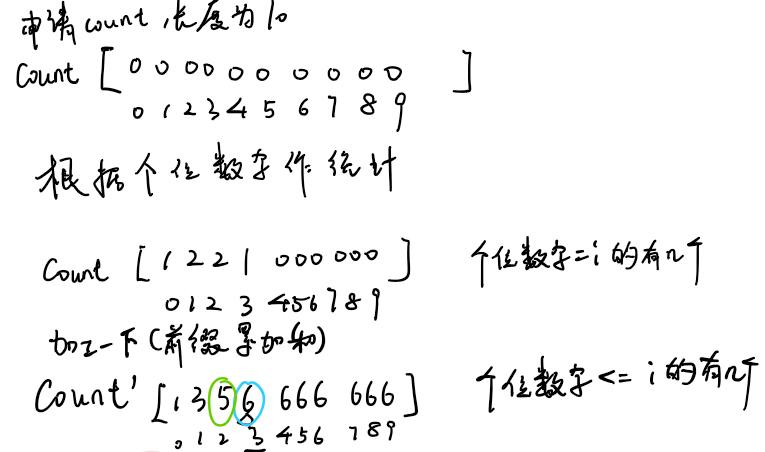 申请count,长度为10
Count [0 0 0 0 0 0 0 0 0 0]
0 1 2 3 4 5 6 7 8 9
根据个位数字作统计
Count [1 2 2 1 0 0 0 0 0 0] 个位数字=i的有几个
0 1 2 3 4 5 6 7 8 9
加工一下(前缀累加和)
Count' [1 3 5 6 6 6 6 6 6 6] 个位数字<=i的有几个
0 1 2 3 4 5 6 7 8 9